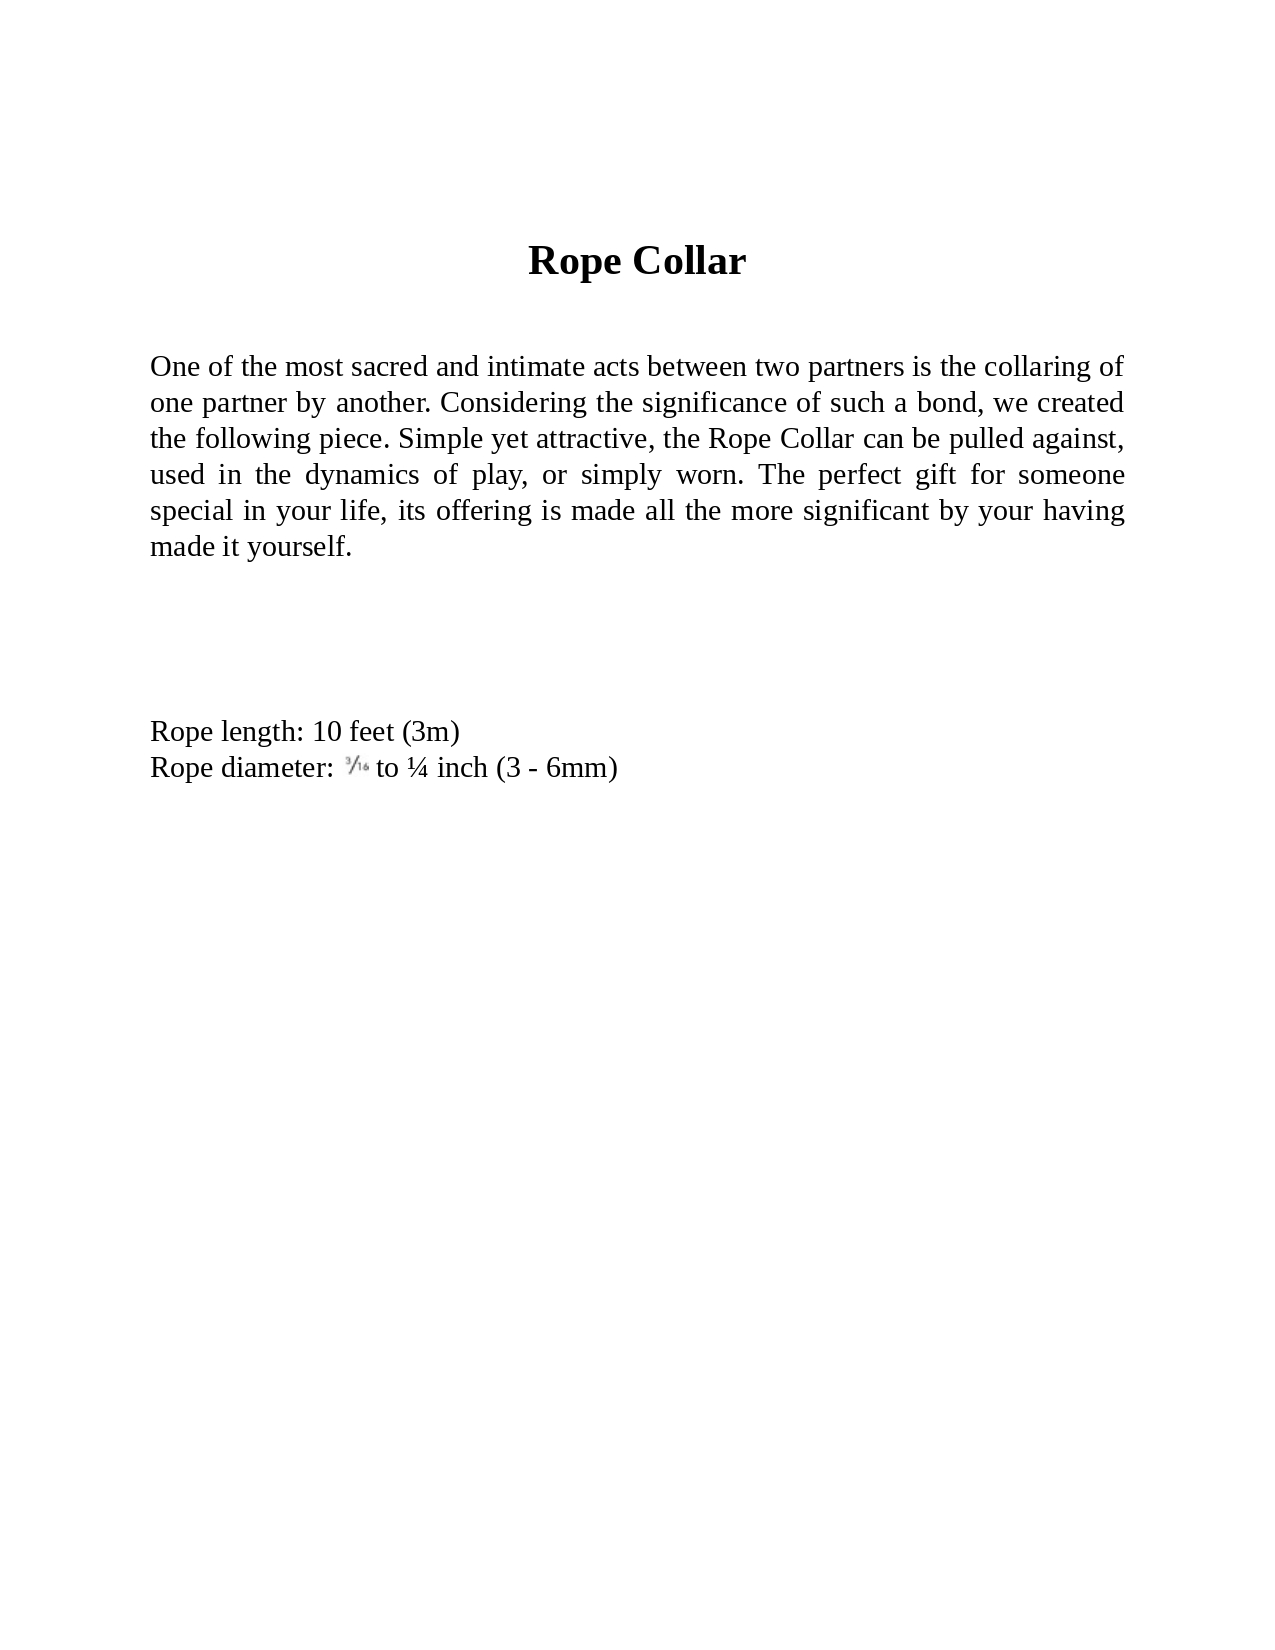 Rope Collar
One of the most sacred and intimate acts between two partners is the collaring of
one partner by another. Considering the significance of such a bond, we created
the following piece. Simple yet attractive, the Rope Collar can be pulled against,
used in the dynamics of play, or simply worn. The perfect gift for someone
special in your life, its offering is made all the more significant by your having
made it yourself.
Rope length: 10 feet (3m)
Rope diameter: 3/16 to ¼ inch (3 - 6mm)